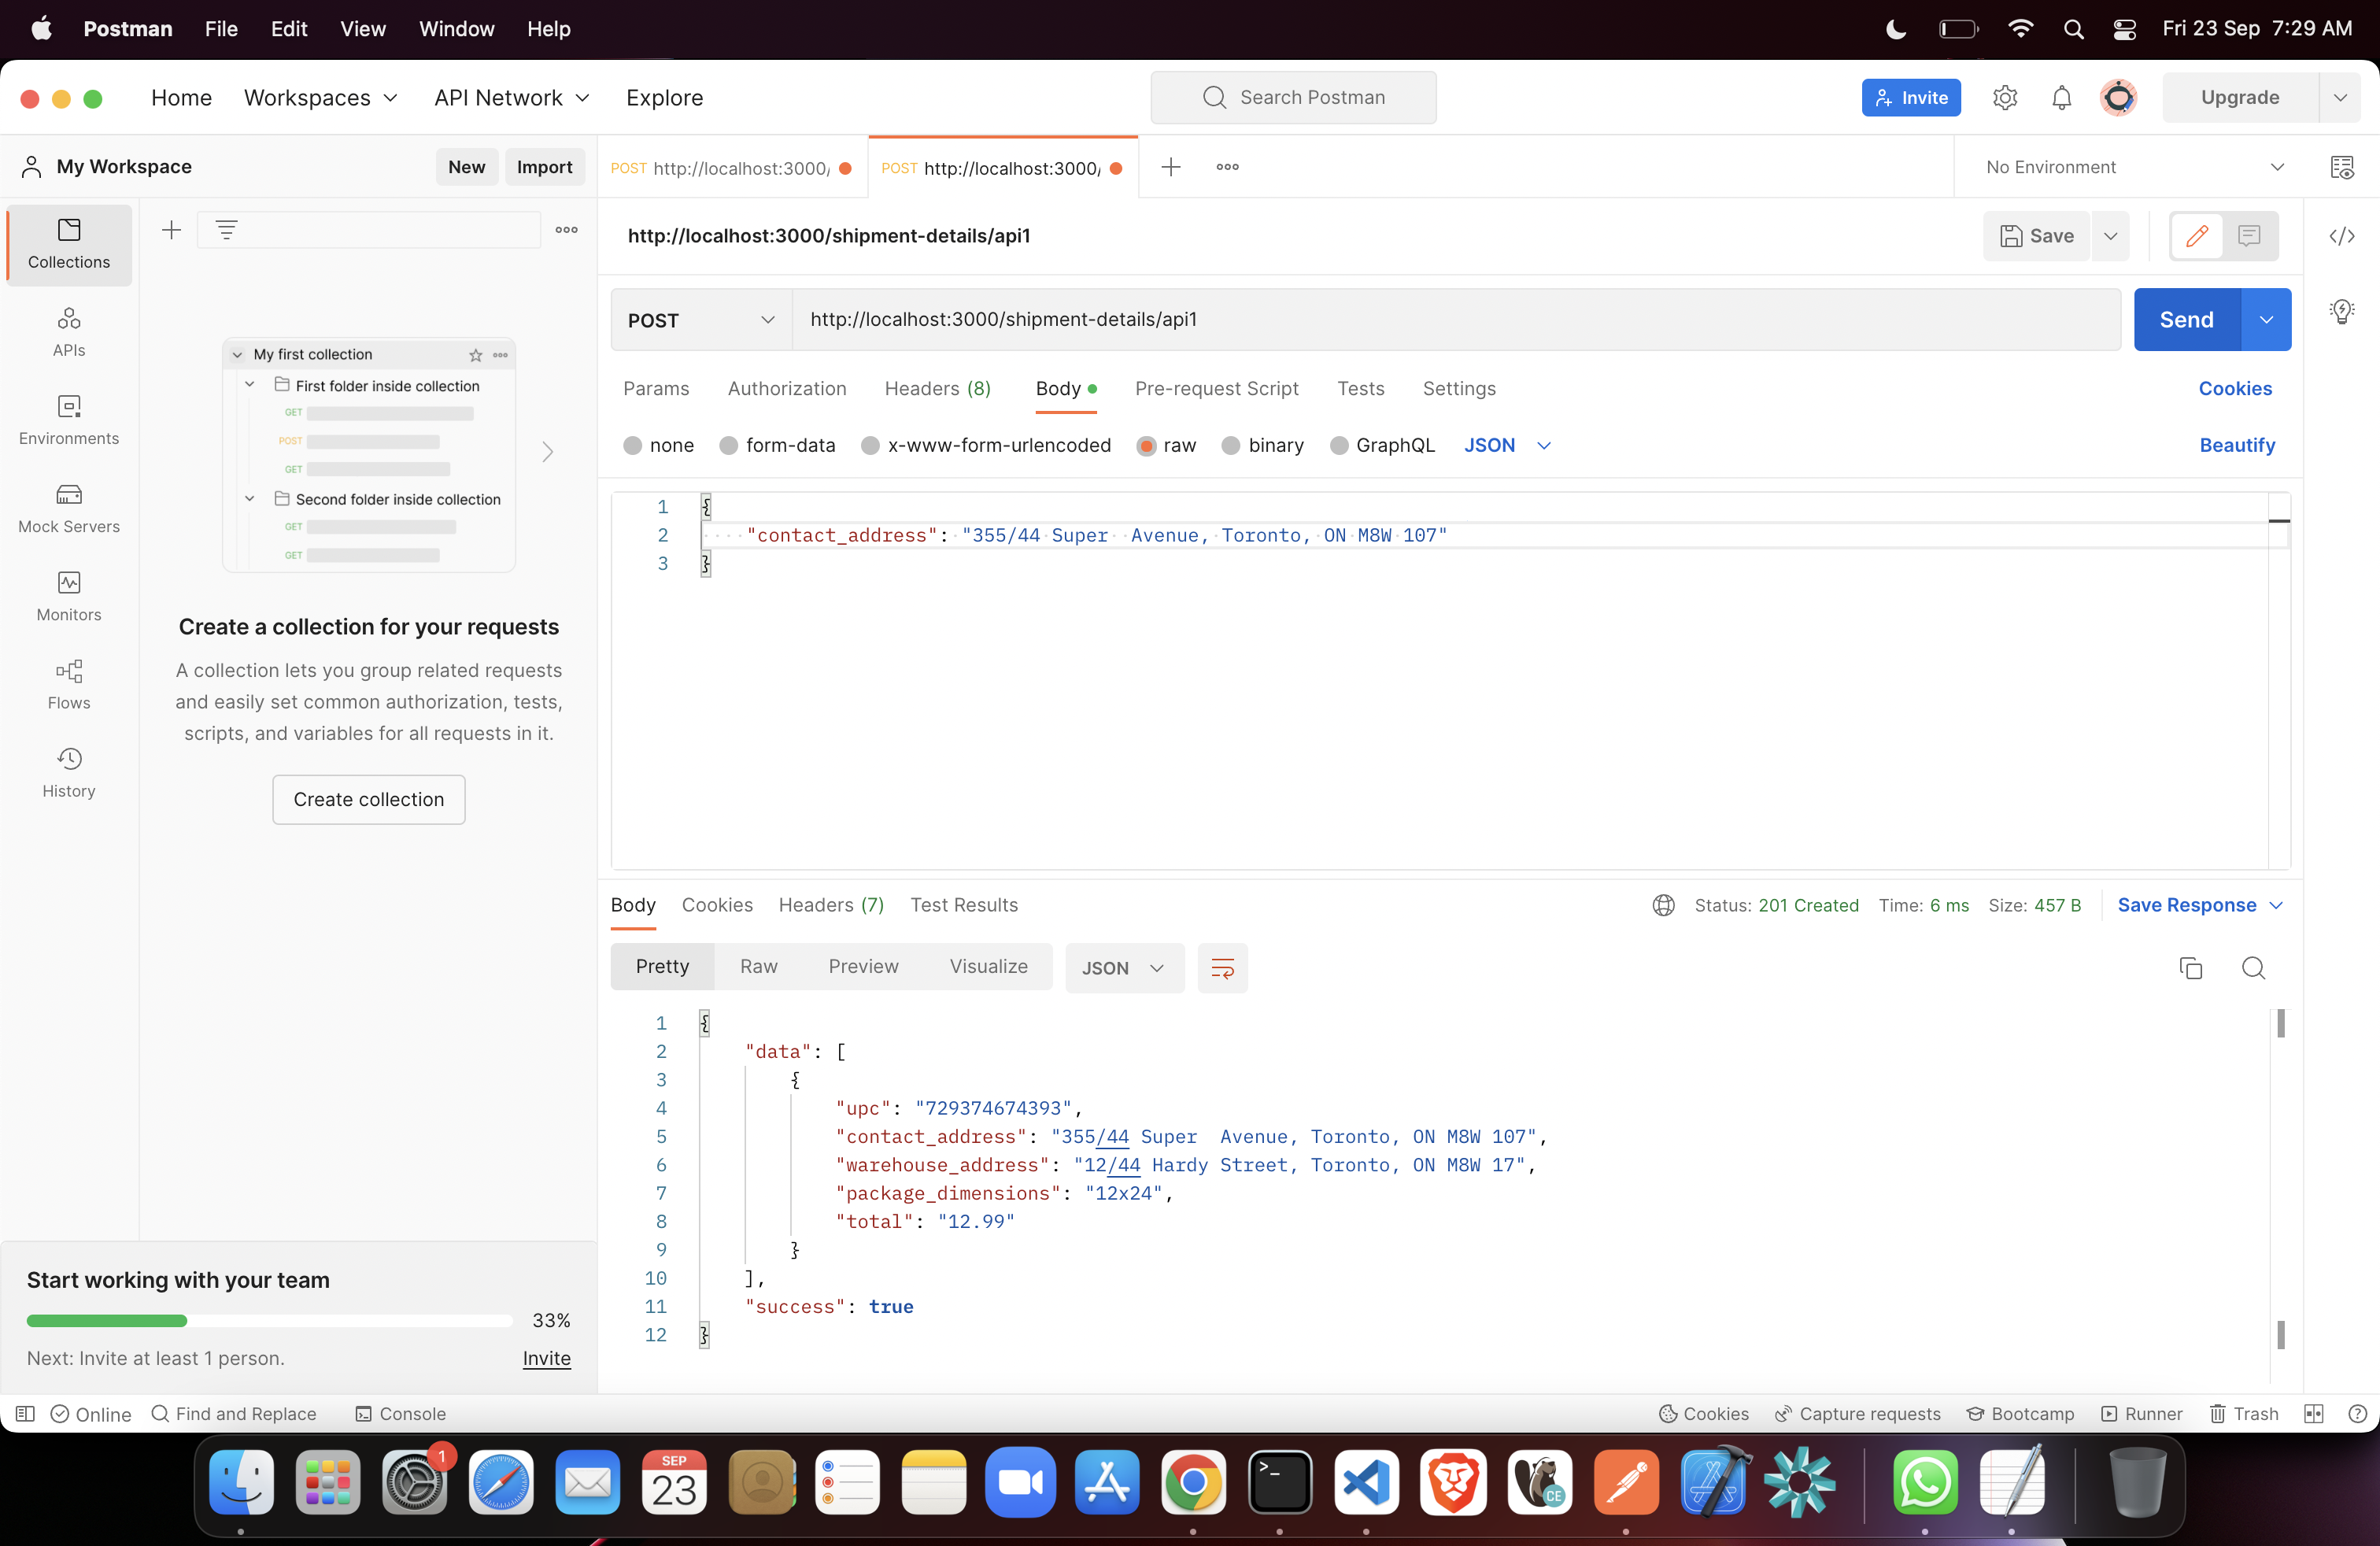 Postman File Edit View Window Help Fri 23 Sep 7:29 AM
Home Workspaces API Network Explore Search Postman Invite Upgrade
My Workspace New Import POST http://localhost:3000/ POST http://localhost:3000/ No Environment
Collections
APIs
Environments
Mock Servers
Monitors
Flows
History
My first collection
First folder inside collection
GET
POST
GET
Second folder inside collection
GET
GET
Create a collection for your requests
A collection lets you group related requests
and easily set common authorization, tests,
scripts, and variables for all requests in it.
Create collection
Start working with your team
33%
Next: Invite at least 1 person. Invite
http://localhost:3000/shipment-details/api1 Save
POST http://localhost:3000/shipment-details/api1 Send
Params Authorization Headers (8) Body Pre-request Script Tests Settings Cookies
none form-data x-www-form-urlencoded raw binary GraphQL JSON Beautify
1 {
2 "contact_address": "355/44 Super  Avenue, Toronto, ON M8W 107"
3 }
Body Cookies Headers (7) Test Results Status: 201 Created Time: 6 ms Size: 457 B Save Response
Pretty Raw Preview Visualize JSON
1 {
2 "data": [
3 {
4 "upc": "729374674393",
5 "contact_address": "355/44 Super  Avenue, Toronto, ON M8W 107",
6 "warehouse_address": "12/44 Hardy Street, Toronto, ON M8W 17",
7 "package_dimensions": "12x24",
8 "total": "12.99"
9 }
10 ],
11 "success": true
12 }
Online Find and Replace Console Cookies Capture requests Bootcamp Runner Trash
1
SEP
23
CE